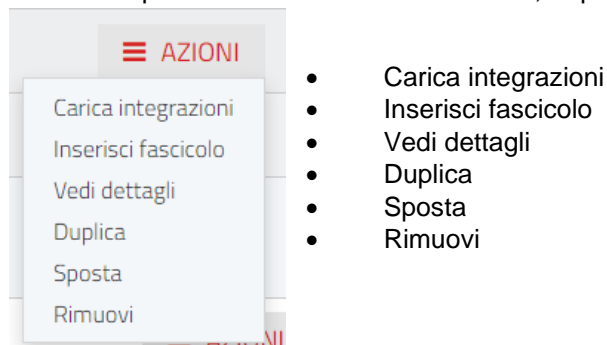 AZIONI
Carica integrazioni
Inserisci fascicolo
Vedi dettagli
Duplica
Sposta
Rimuovi
• Carica integrazioni
• Inserisci fascicolo
• Vedi dettagli
• Duplica
• Sposta
• Rimuovi